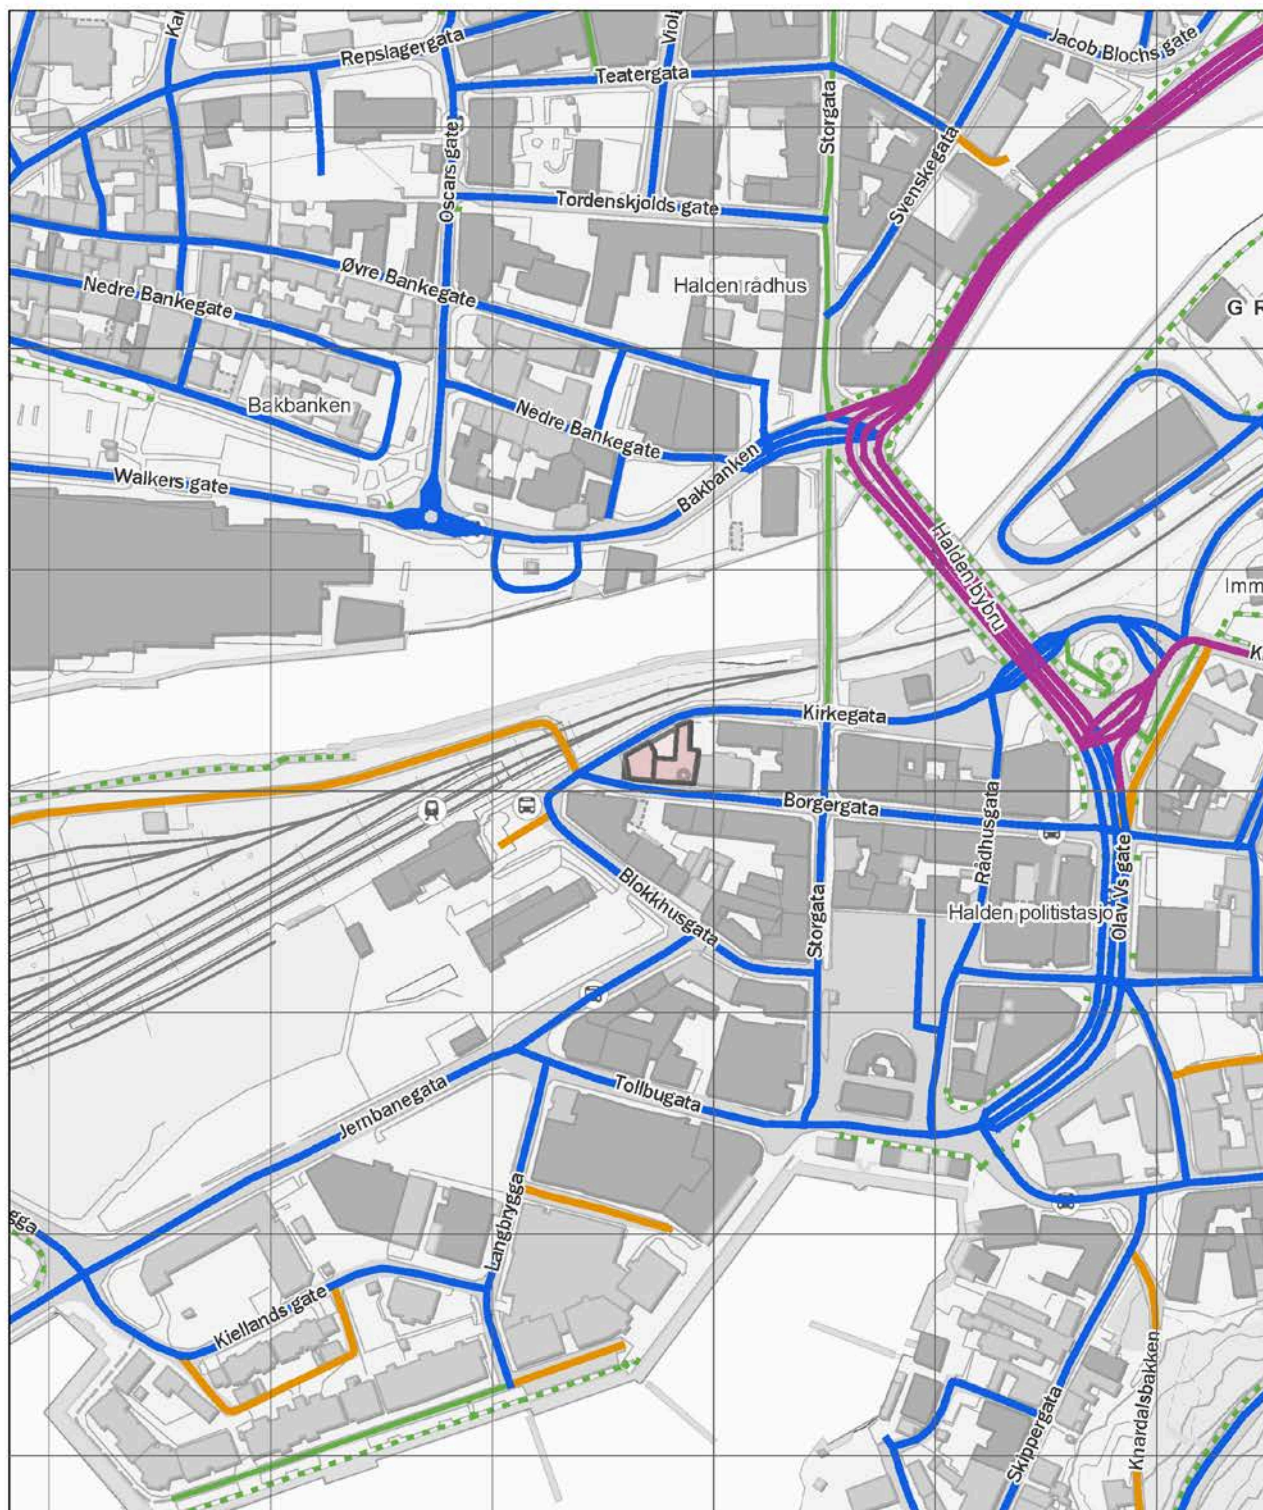 Repslagergata
Jacob Blochs gate
Teatergata
Storgata
Oscars gate
Svenskegata
Tordenskjolds gate
Øvre Bankegate
Halden rådhus
Nedre Bankegate
G R
Bakbanken
Nedre Bankegate
Bakbanken
Walkers gate
Halden bybru
Imm
K
Kirkegata
Borgergata
Rådhusgata
Olav Vs gate
Blokkhusgata
Storgata
Halden politistasjo
Tollbugata
Jernbanegata
Langbrygga
gga
Kiellands gate
Knardalsbakken
Skippergata